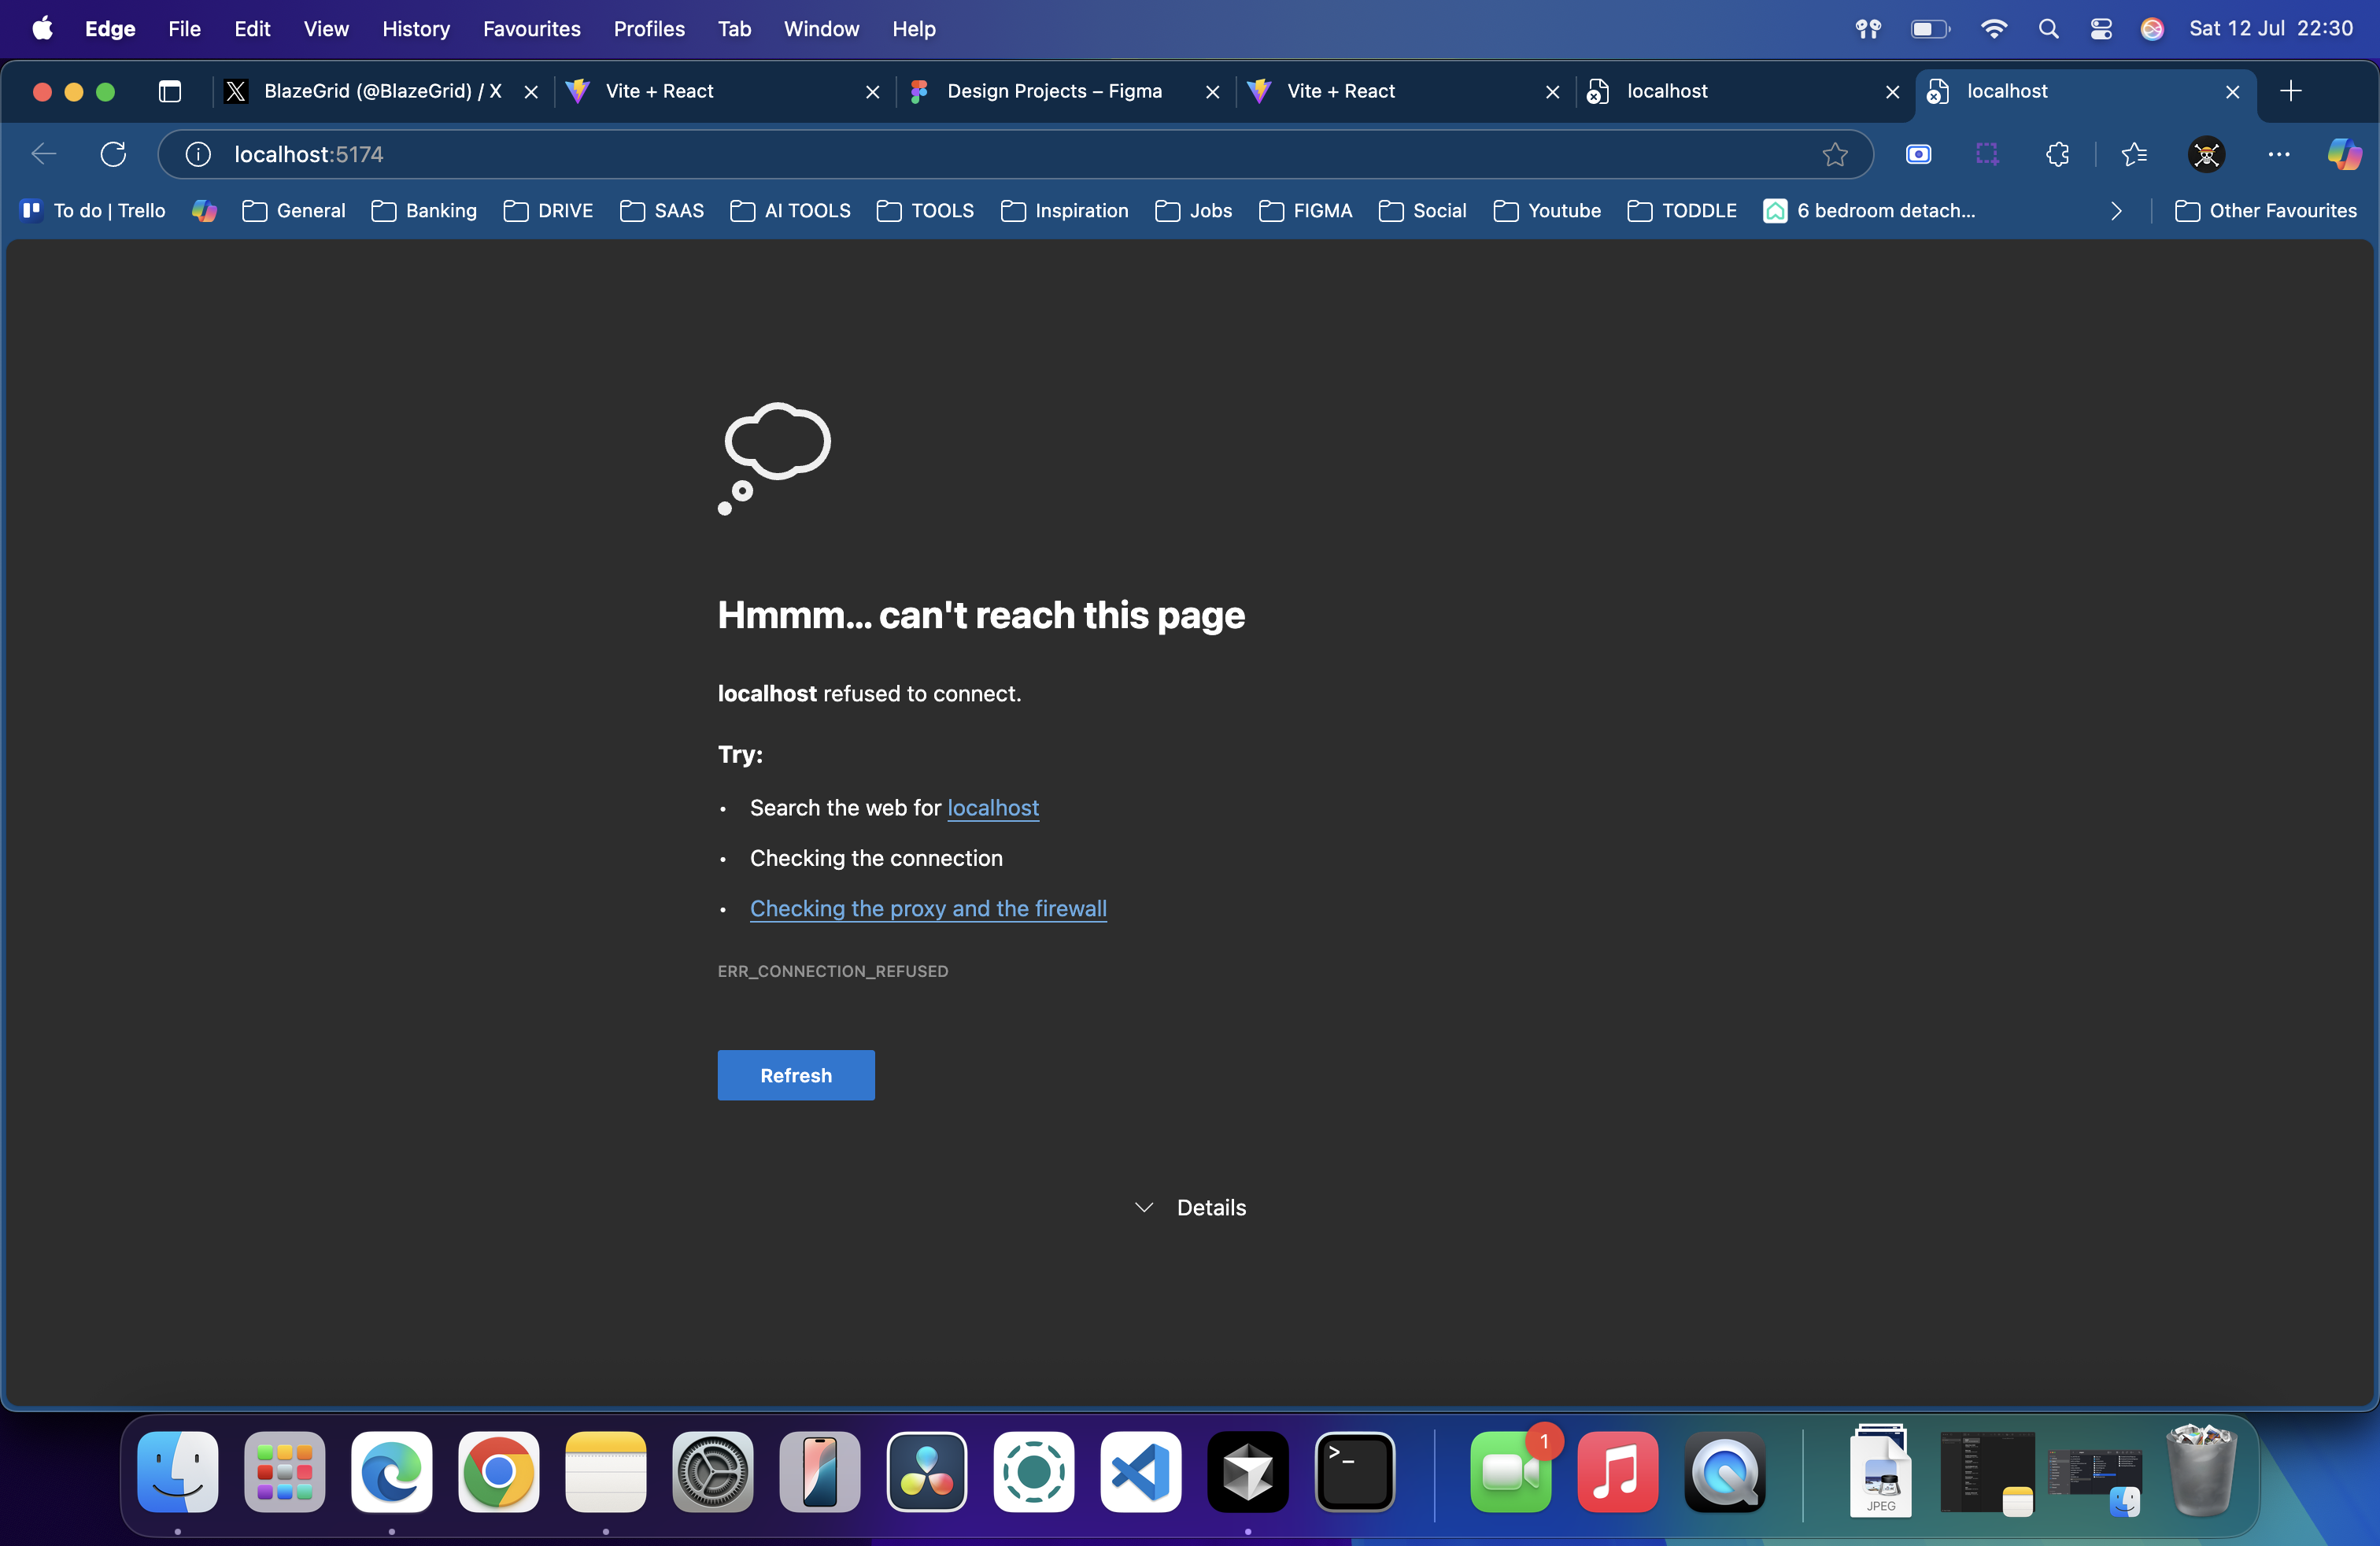 Edge File Edit View History Favourites Profiles Tab Window Help Sat 12 Jul 22:30
BlazeGrid (@BlazeGrid) / X Vite + React Design Projects – Figma Vite + React localhost localhost
localhost:5174
To do | Trello General Banking DRIVE SAAS AI TOOLS TOOLS Inspiration Jobs FIGMA Social Youtube TODDLE 6 bedroom detach... Other Favourites
Hmmm... can't reach this page
localhost refused to connect.
Try:
• Search the web for localhost
• Checking the connection
• Checking the proxy and the firewall
ERR_CONNECTION_REFUSED
Refresh
Details
1
JPEG